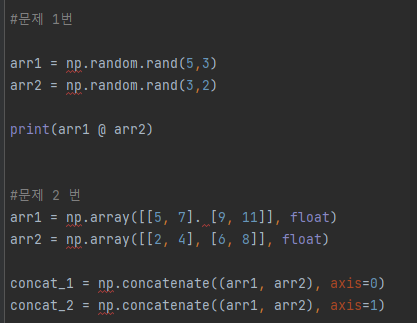 #문제 1번
arr1 = np.random.rand(5,3)
arr2 = np.random.rand(3,2)
print(arr1 @ arr2)
#문제 2 번
arr1 = np.array([[5, 7]. [9, 11]], float)
arr2 = np.array([[2, 4], [6, 8]], float)
concat_1 = np.concatenate((arr1, arr2), axis=0)
concat_2 = np.concatenate((arr1, arr2), axis=1)